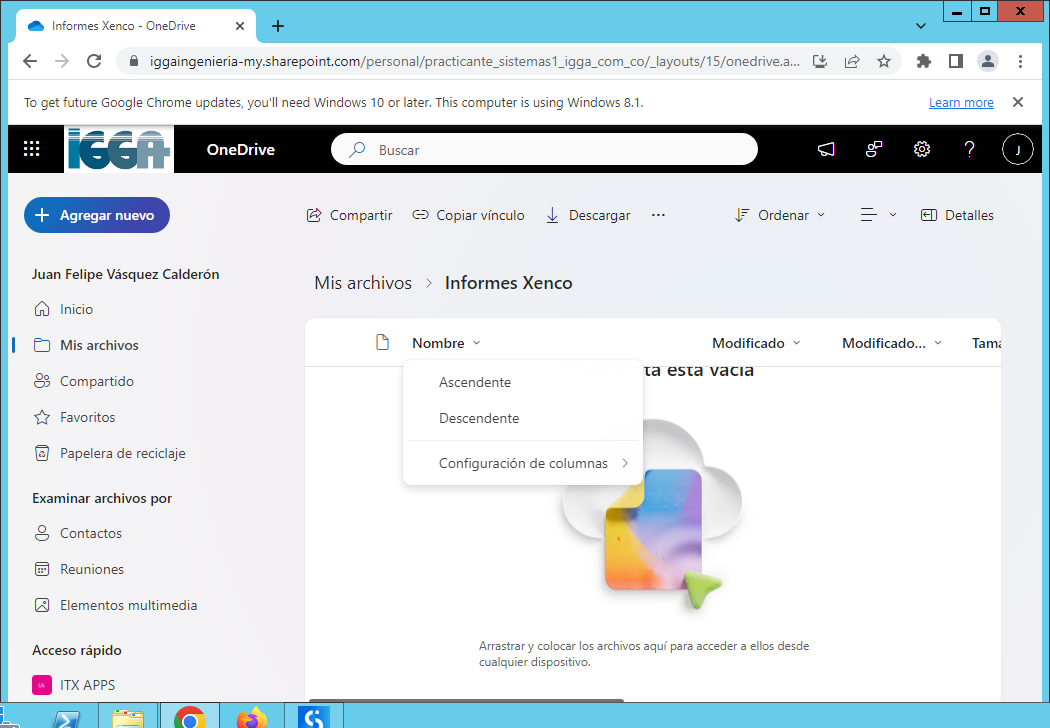 Informes Xenco - OneDrive
iggaingenieria-my.sharepoint.com/personal/practicante_sistemas1_igga_com_co/_layouts/15/onedrive.a...
To get future Google Chrome updates, you'll need Windows 10 or later. This computer is using Windows 8.1.
Learn more
IGGA
OneDrive
Buscar
J
Agregar nuevo
Compartir
Copiar vínculo
Descargar
Ordenar
Detalles
Juan Felipe Vásquez Calderón
Inicio
Mis archivos
Compartido
Favoritos
Papelera de reciclaje
Examinar archivos por
Contactos
Reuniones
Elementos multimedia
Acceso rápido
IA ITX APPS
Mis archivos > Informes Xenco
Nombre
Modificado
Modificado...
Tama
está vacía
Ascendente
Descendente
Configuración de columnas
Arrastrar y colocar los archivos aquí para acceder a ellos desde
cualquier dispositivo.